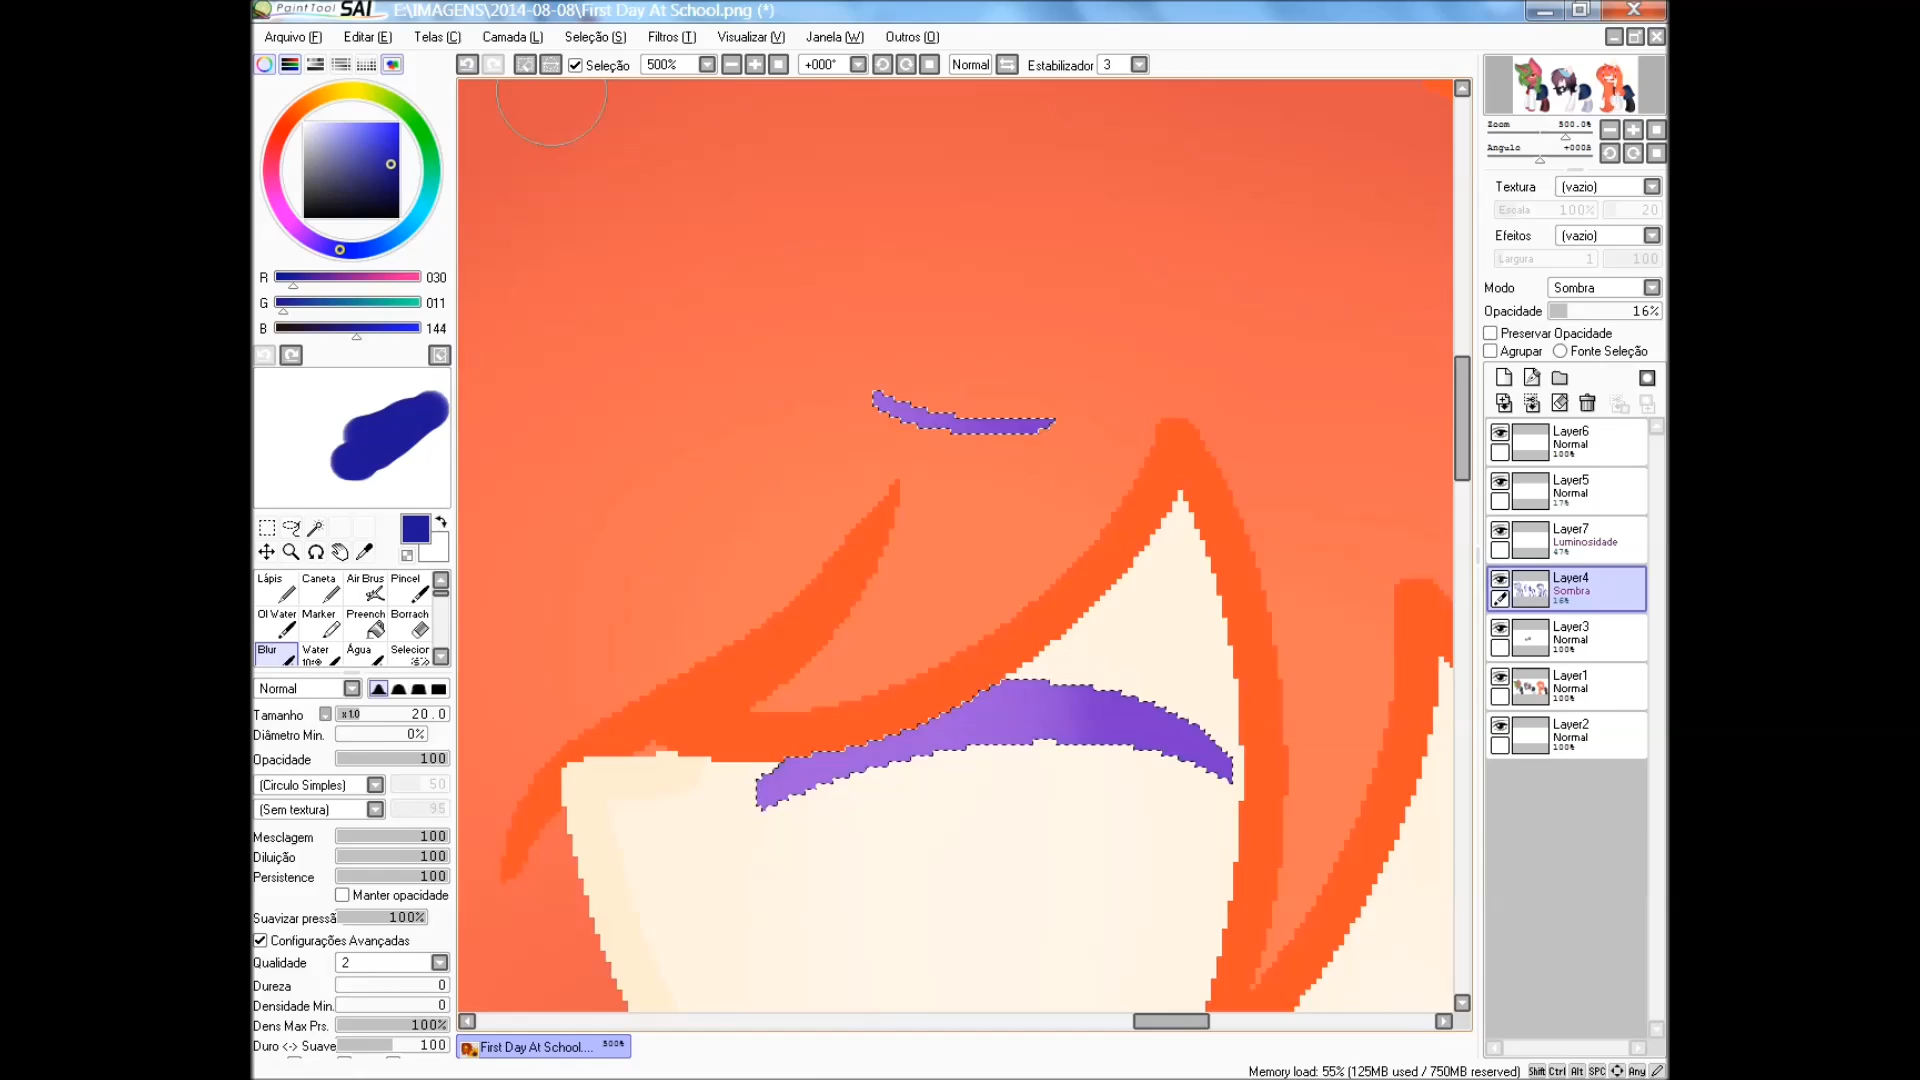 PaintTool SAI E:\IMAGENS\2014-08-08\First Day At School.png (*)
Arquivo (F) Editar (E) Telas (C) Camada (L) Seleção (S) Filtros (T) Visualizar (V) Janela (W) Outros (O)
Seleção 500% +000° Normal Estabilizador 3
Zoom 500.0%
Angulo +000°
Textura (vazio)
Escala 100% 20
Efeitos (vazio)
Largura 1 100
Modo Sombra
Opacidade 16%
Preservar Opacidade
Agrupar Fonte Seleção
R 030
G 011
B 144
Layer6
Normal
100%
Layer5
Normal
17%
Layer7
Luminosidade
47%
Layer4
Sombra
16%
Layer3
Normal
100%
Layer1
Normal
100%
Layer2
Normal
100%
Lápis Caneta Air Brus Pincel
Ol Water Marker Preench Borrach
Blur Water Água Selecior
Normal
Tamanho x1.0 20.0
Diâmetro Min. 0%
Opacidade 100
(Circulo Simples) 50
(Sem textura) 95
Mesclagem 100
Diluição 100
Persistence 100
Manter opacidade
Suavizar pressã 100%
Configurações Avançadas
Qualidade 2
Dureza 0
Densidade Min. 0
Dens Max Prs. 100%
Duro <-> Suave 100
First Day At School.... 500%
Memory load: 55% (125MB used / 750MB reserved) Shift Ctrl Alt SPC Any